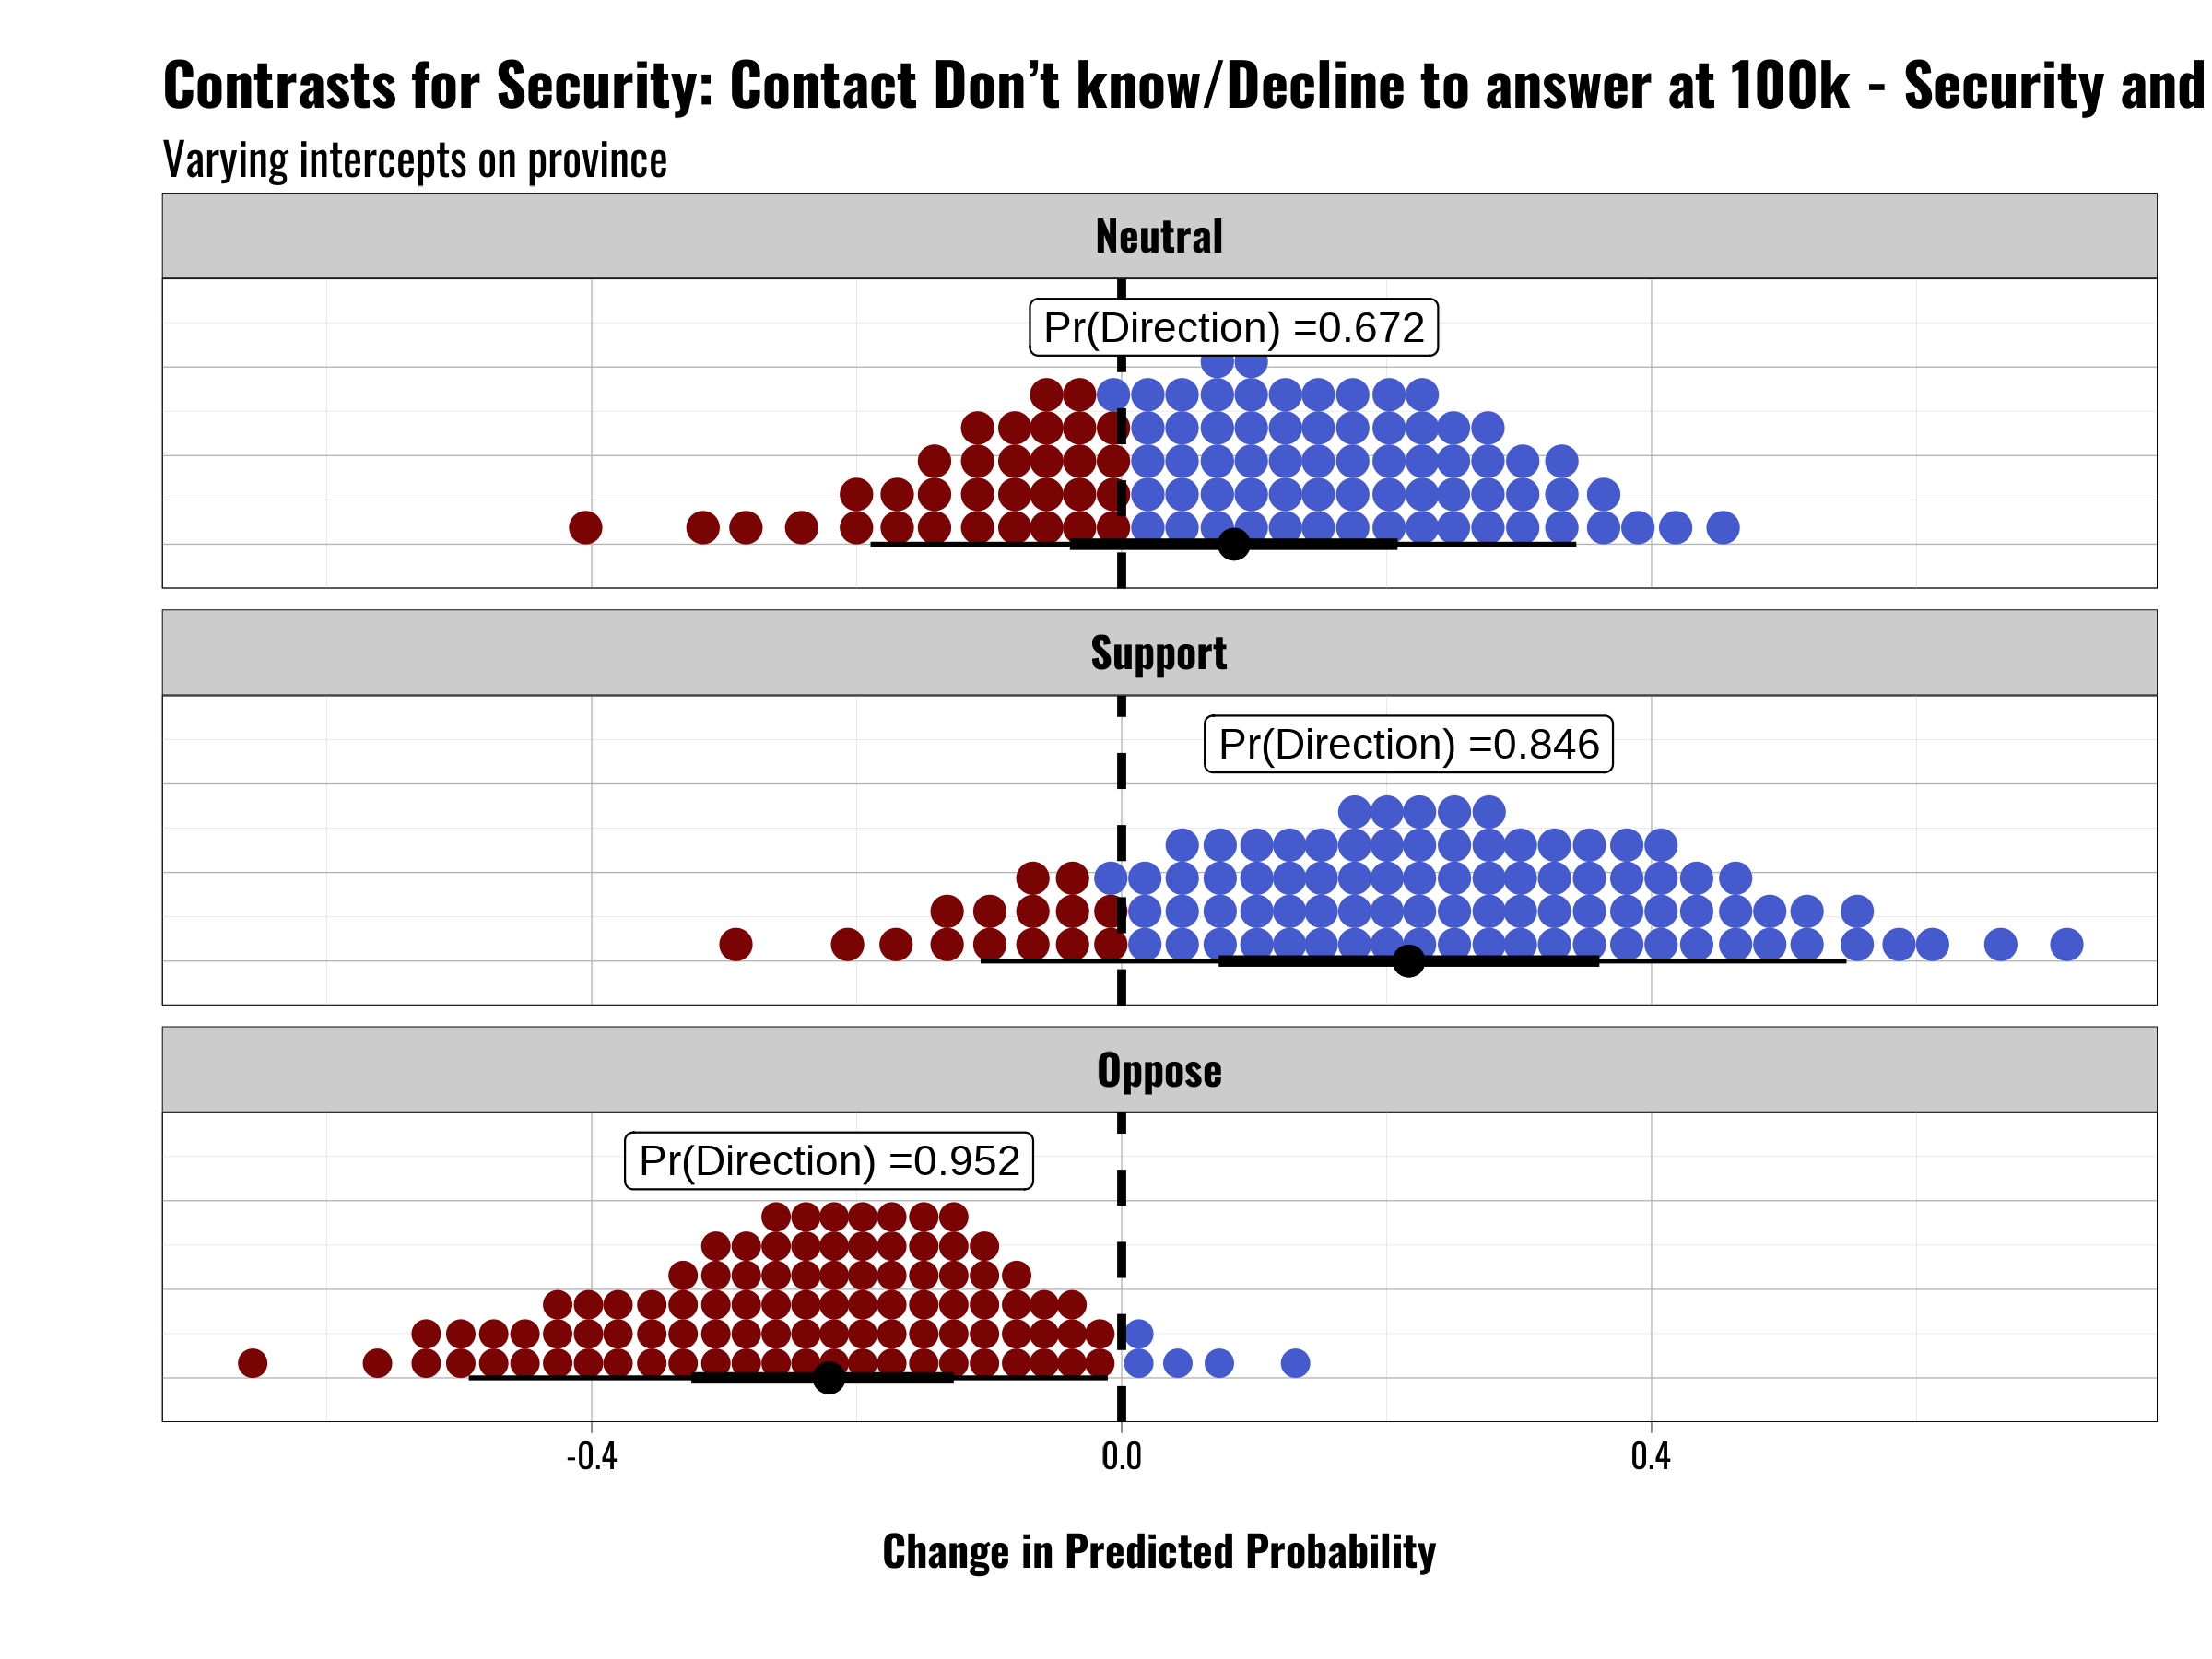 Contrasts for Security: Contact Don’t know/Decline to answer at 100k - Security and
Varying intercepts on province
Neutral
Pr(Direction) =0.672
Support
Pr(Direction) =0.846
Oppose
Pr(Direction) =0.952
-0.4 0.0 0.4
Change in Predicted Probability